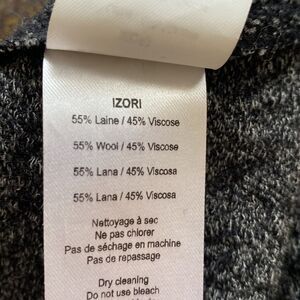 IZORI
55% Laine / 45% Viscose
55% Wool / 45% Viscose
55% Lana / 45% Viscosa
55% Lana / 45% Viscosa
Nettoyage à sec
Ne pas chlorer
Pas de séchage en machine
Pas de repassage
Dry cleaning
Do not use bleach